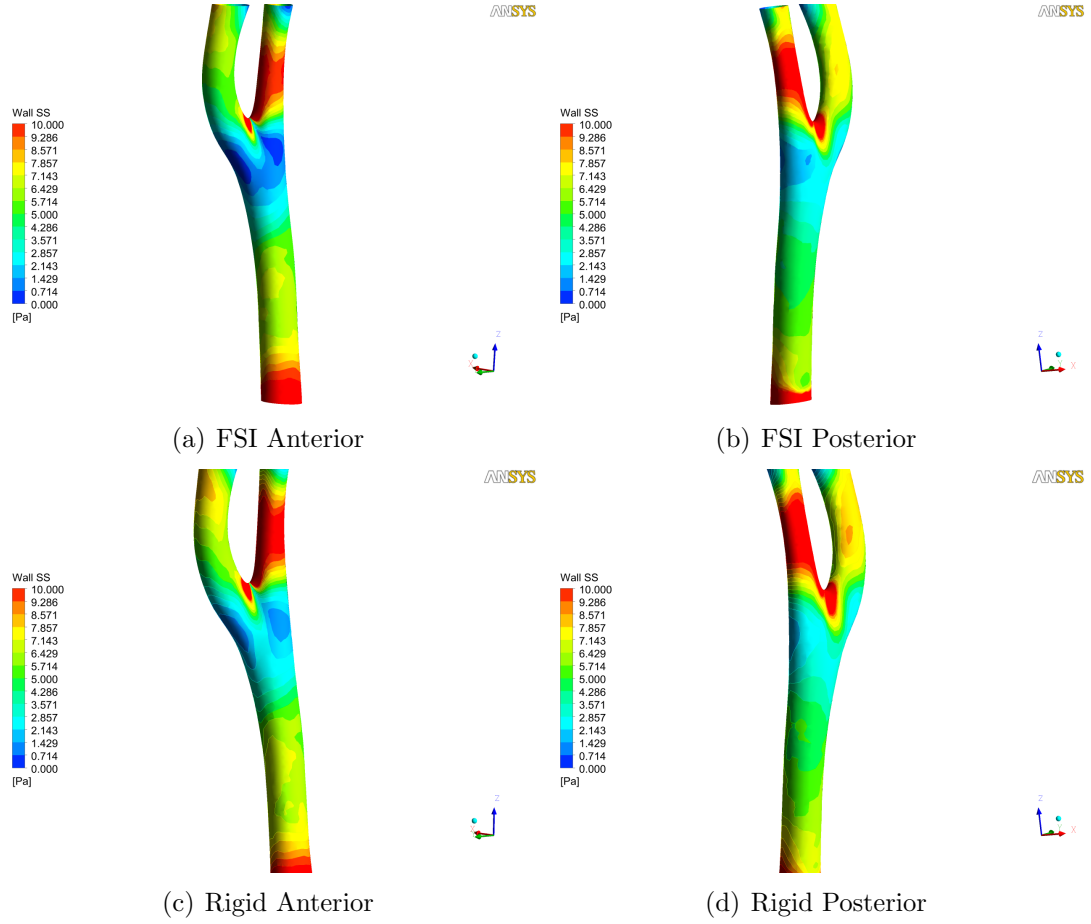 ANSYS
Wall SS
10.000
9.286
8.571
7.857
7.143
6.429
5.714
5.000
4.286
3.571
2.857
2.143
1.429
0.714
0.000
[Pa]
Z
X
(a) FSI Anterior
ANSYS
Wall SS
10.000
9.286
8.571
7.857
7.143
6.429
5.714
5.000
4.286
3.571
2.857
2.143
1.429
0.714
0.000
[Pa]
Z
Y
X
(b) FSI Posterior
ANSYS
Wall SS
10.000
9.286
8.571
7.857
7.143
6.429
5.714
5.000
4.286
3.571
2.857
2.143
1.429
0.714
0.000
[Pa]
Z
X
(c) Rigid Anterior
ANSYS
Wall SS
10.000
9.286
8.571
7.857
7.143
6.429
5.714
5.000
4.286
3.571
2.857
2.143
1.429
0.714
0.000
[Pa]
Z
Y
X
(d) Rigid Posterior